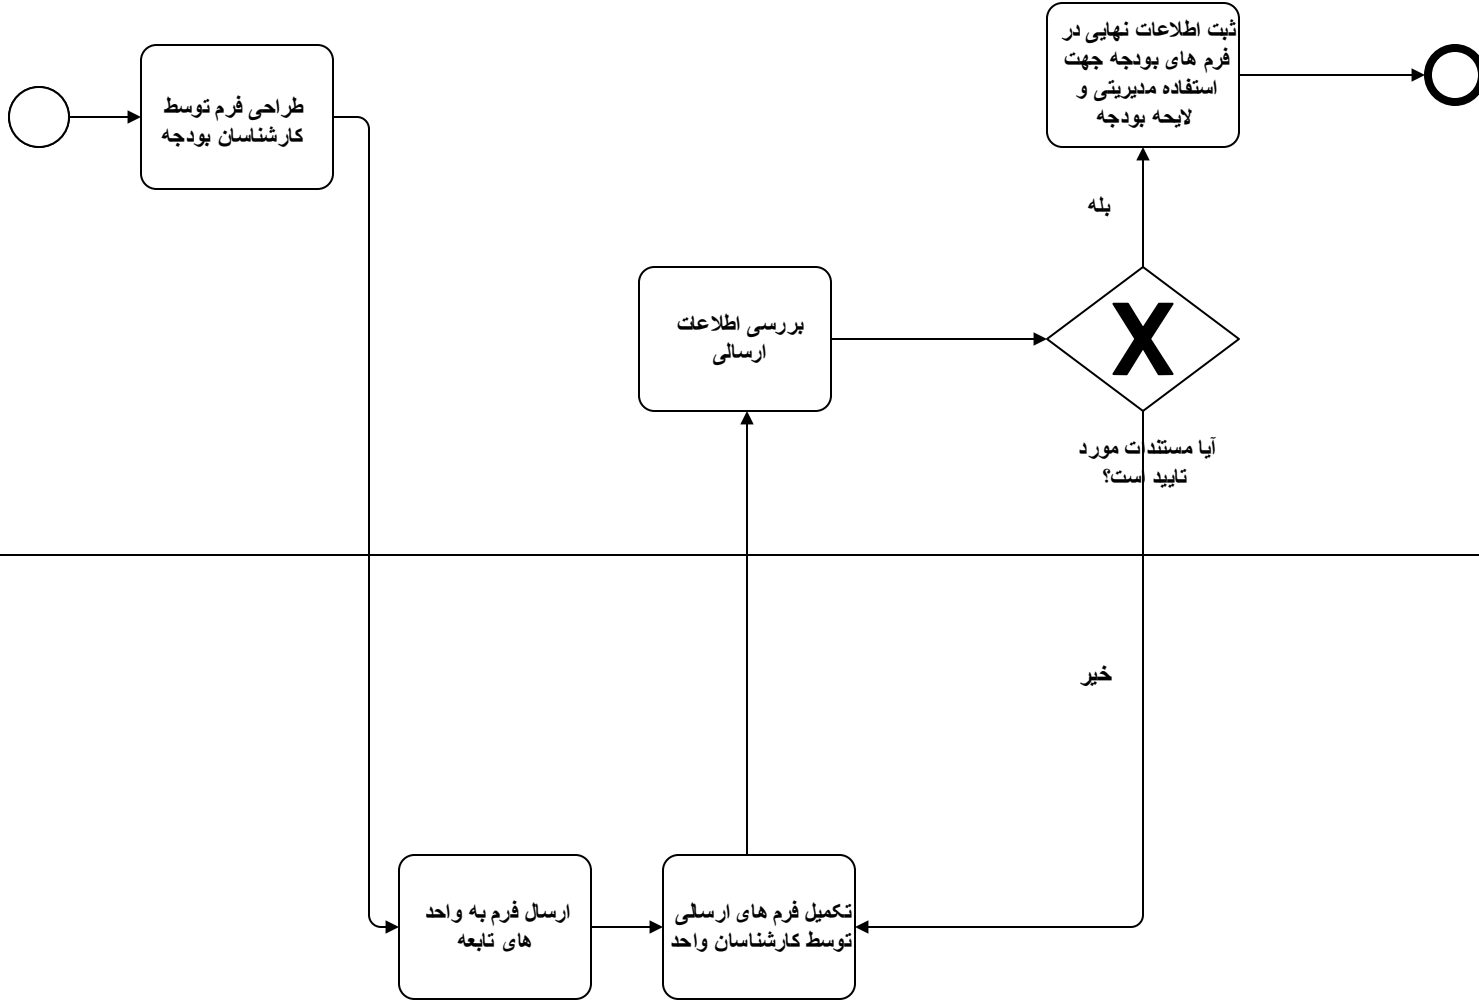 طراحی فرم توسط
کارشناسان بودجه
ثبت اطلاعات نهایی در
فرم های بودجه جهت
استفاده مدیریتی و
لایحه بودجه
بله
بررسی اطلاعات
ارسالی
X
آیا مستندات مورد
تایید است؟
خیر
ارسال فرم به واحد
های تابعه
تکمیل فرم های ارسالی
توسط کارشناسان واحد